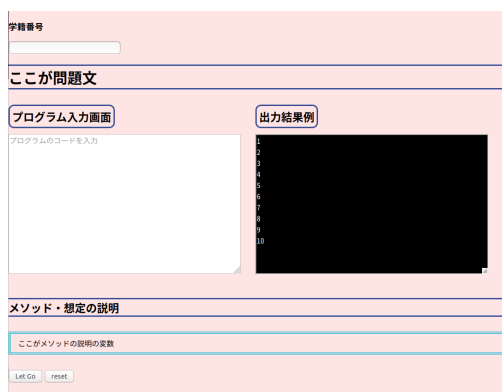 学籍番号
ここが問題文
プログラム入力画面
プログラムのコードを入力
出力結果例
1
2
3
4
5
6
7
8
9
10
メソッド・想定の説明
ここがメソッドの説明の変数
Let Go reset